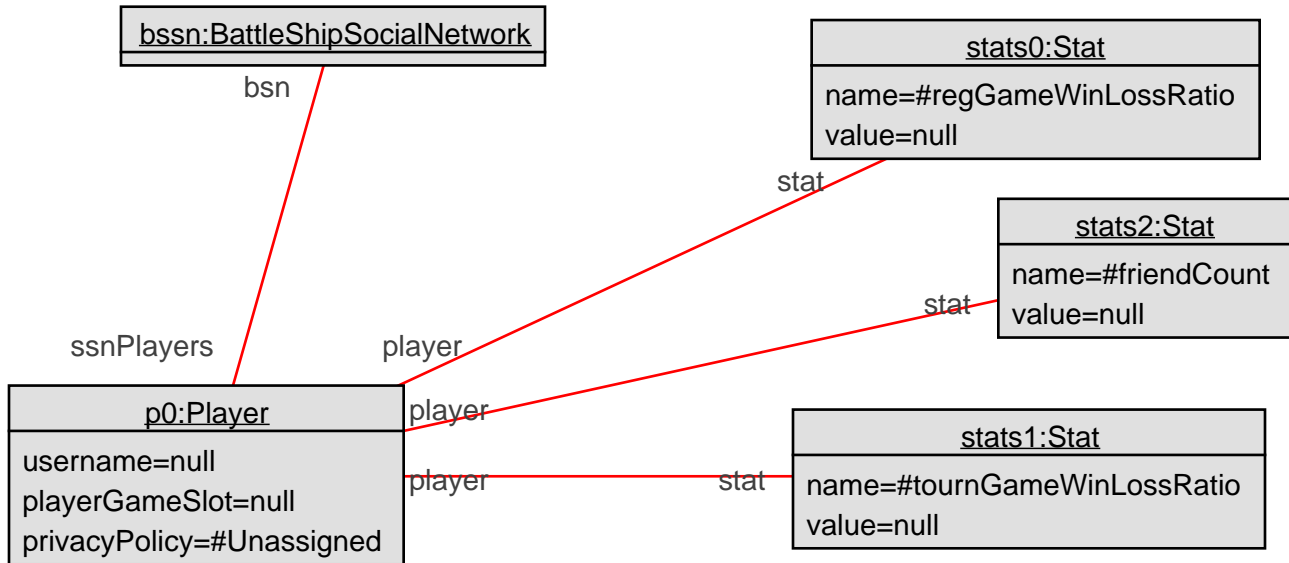 bssn:BattleShipSocialNetwork
bsn
stats0:Stat
name=#regGameWinLossRatio
value=null
stat
stats2:Stat
name=#friendCount
value=null
stat
ssnPlayers
player
p0:Player
username=null
playerGameSlot=null
privacyPolicy=#Unassigned
player
player
stat
stats1:Stat
name=#tournGameWinLossRatio
value=null